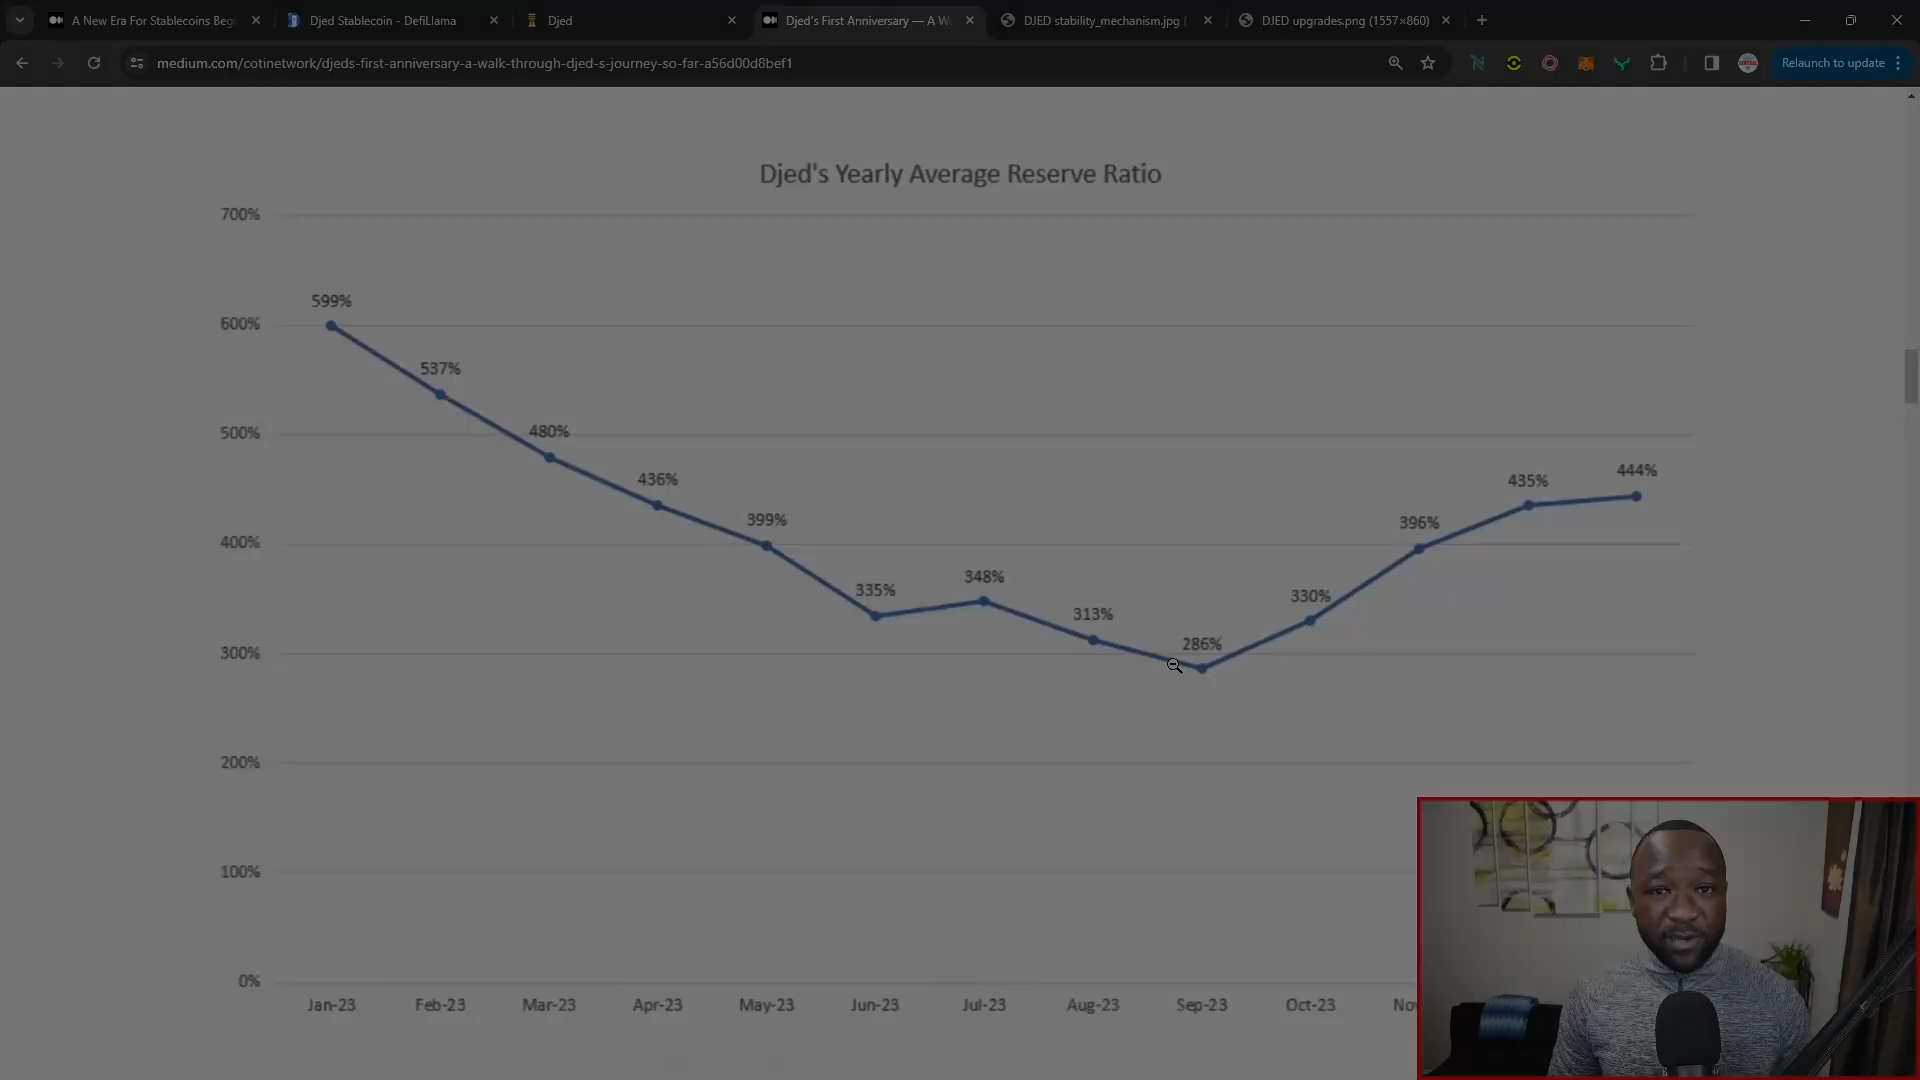 A New Era For Stablecoins Beg
Djed Stablecoin - DefiLlama
Djed
Djed's First Anniversary — A W
DJED stability_mechanism.jpg (
DJED upgrades.png (1557×860)
medium.com/cotinetwork/djeds-first-anniversary-a-walk-through-djed-s-journey-so-far-a56d00d8bef1
Relaunch to update
Djed's Yearly Average Reserve Ratio
700%
600%
500%
400%
300%
200%
100%
0%
599%
537%
480%
436%
399%
335%
348%
313%
286%
330%
396%
435%
444%
Jan-23
Feb-23
Mar-23
Apr-23
May-23
Jun-23
Jul-23
Aug-23
Sep-23
Oct-23
No